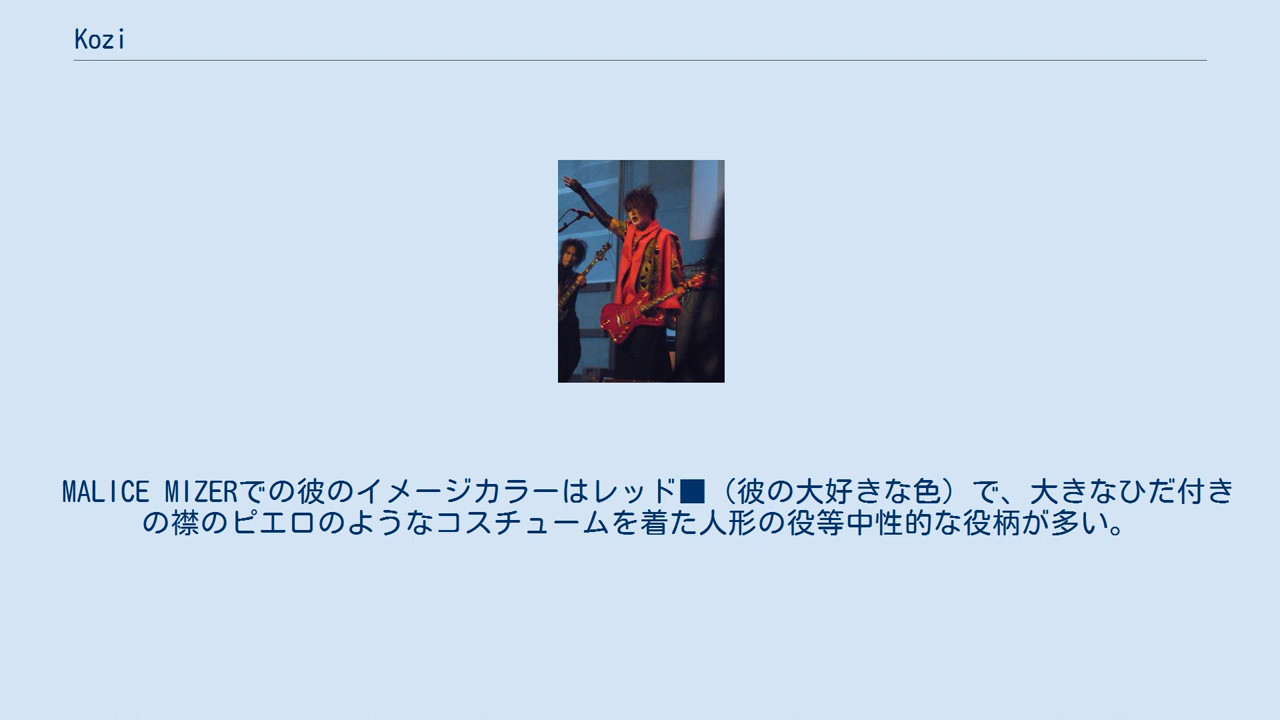 Kozi
MALICE MIZERでの彼のイメージカラーはレッド■（彼の大好きな色）で、大きなひだ付き
の襟のピエロのようなコスチュームを着た人形の役等中性的な役柄が多い。